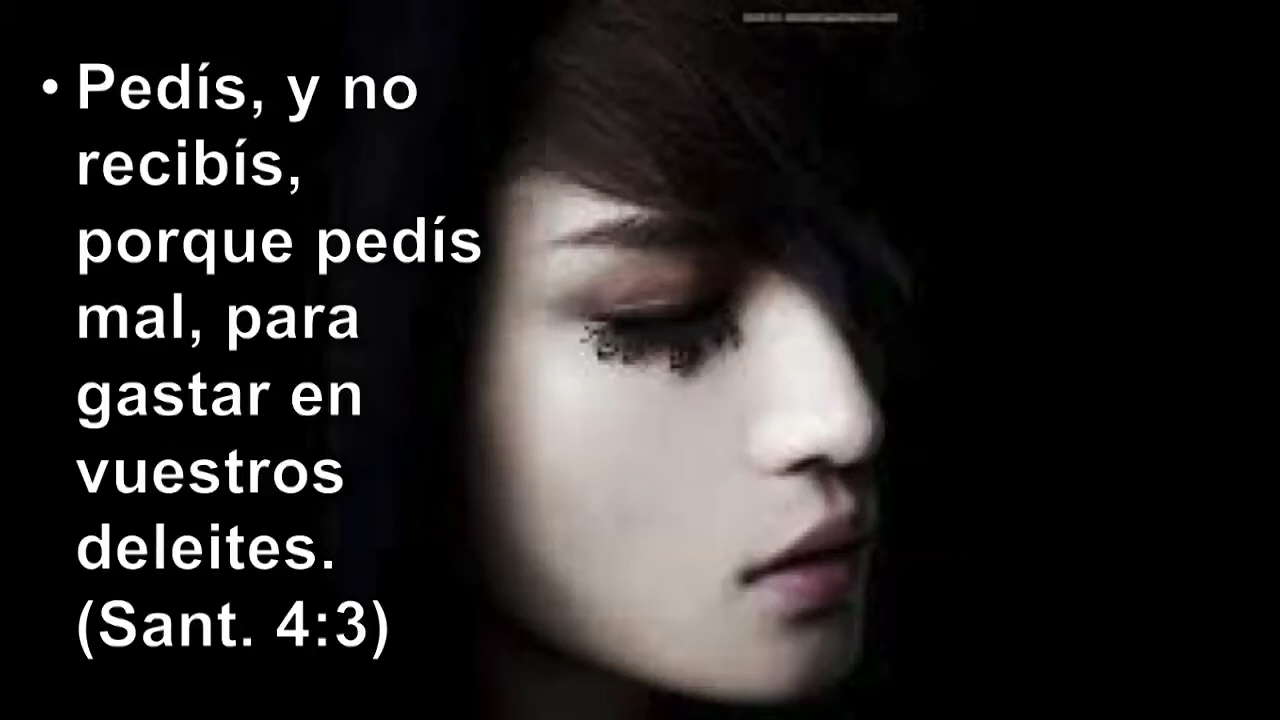 • Pedís, y no
recibís,
porque pedís
mal, para
gastar en
vuestros
deleites.
(Sant. 4:3)